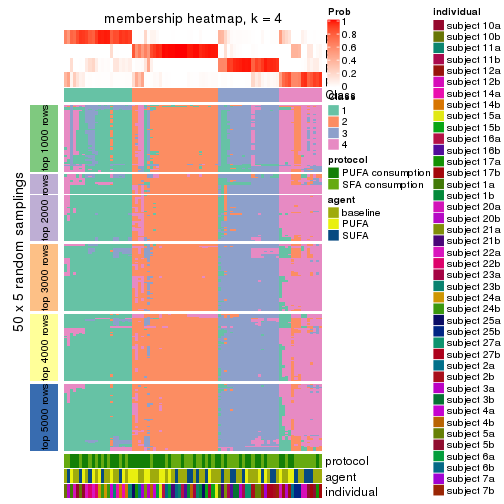 membership heatmap, k = 4
50 x 5 random samplings
top 1000 rows
top 2000 rows
top 3000 rows
top 4000 rows
top 5000 rows
Prob
1
0.8
0.6
0.4
0.2
0
Class
Class
1
2
3
4
protocol
PUFA consumption
SFA consumption
agent
baseline
PUFA
SUFA
protocol
agent
individual
individual
subject 10a
subject 10b
subject 11a
subject 11b
subject 12a
subject 12b
subject 14a
subject 14b
subject 15a
subject 15b
subject 16a
subject 16b
subject 17a
subject 17b
subject 1a
subject 1b
subject 20a
subject 20b
subject 21a
subject 21b
subject 22a
subject 22b
subject 23a
subject 23b
subject 24a
subject 24b
subject 25a
subject 25b
subject 27a
subject 27b
subject 2a
subject 2b
subject 3a
subject 3b
subject 4a
subject 4b
subject 5a
subject 5b
subject 6a
subject 6b
subject 7a
subject 7b